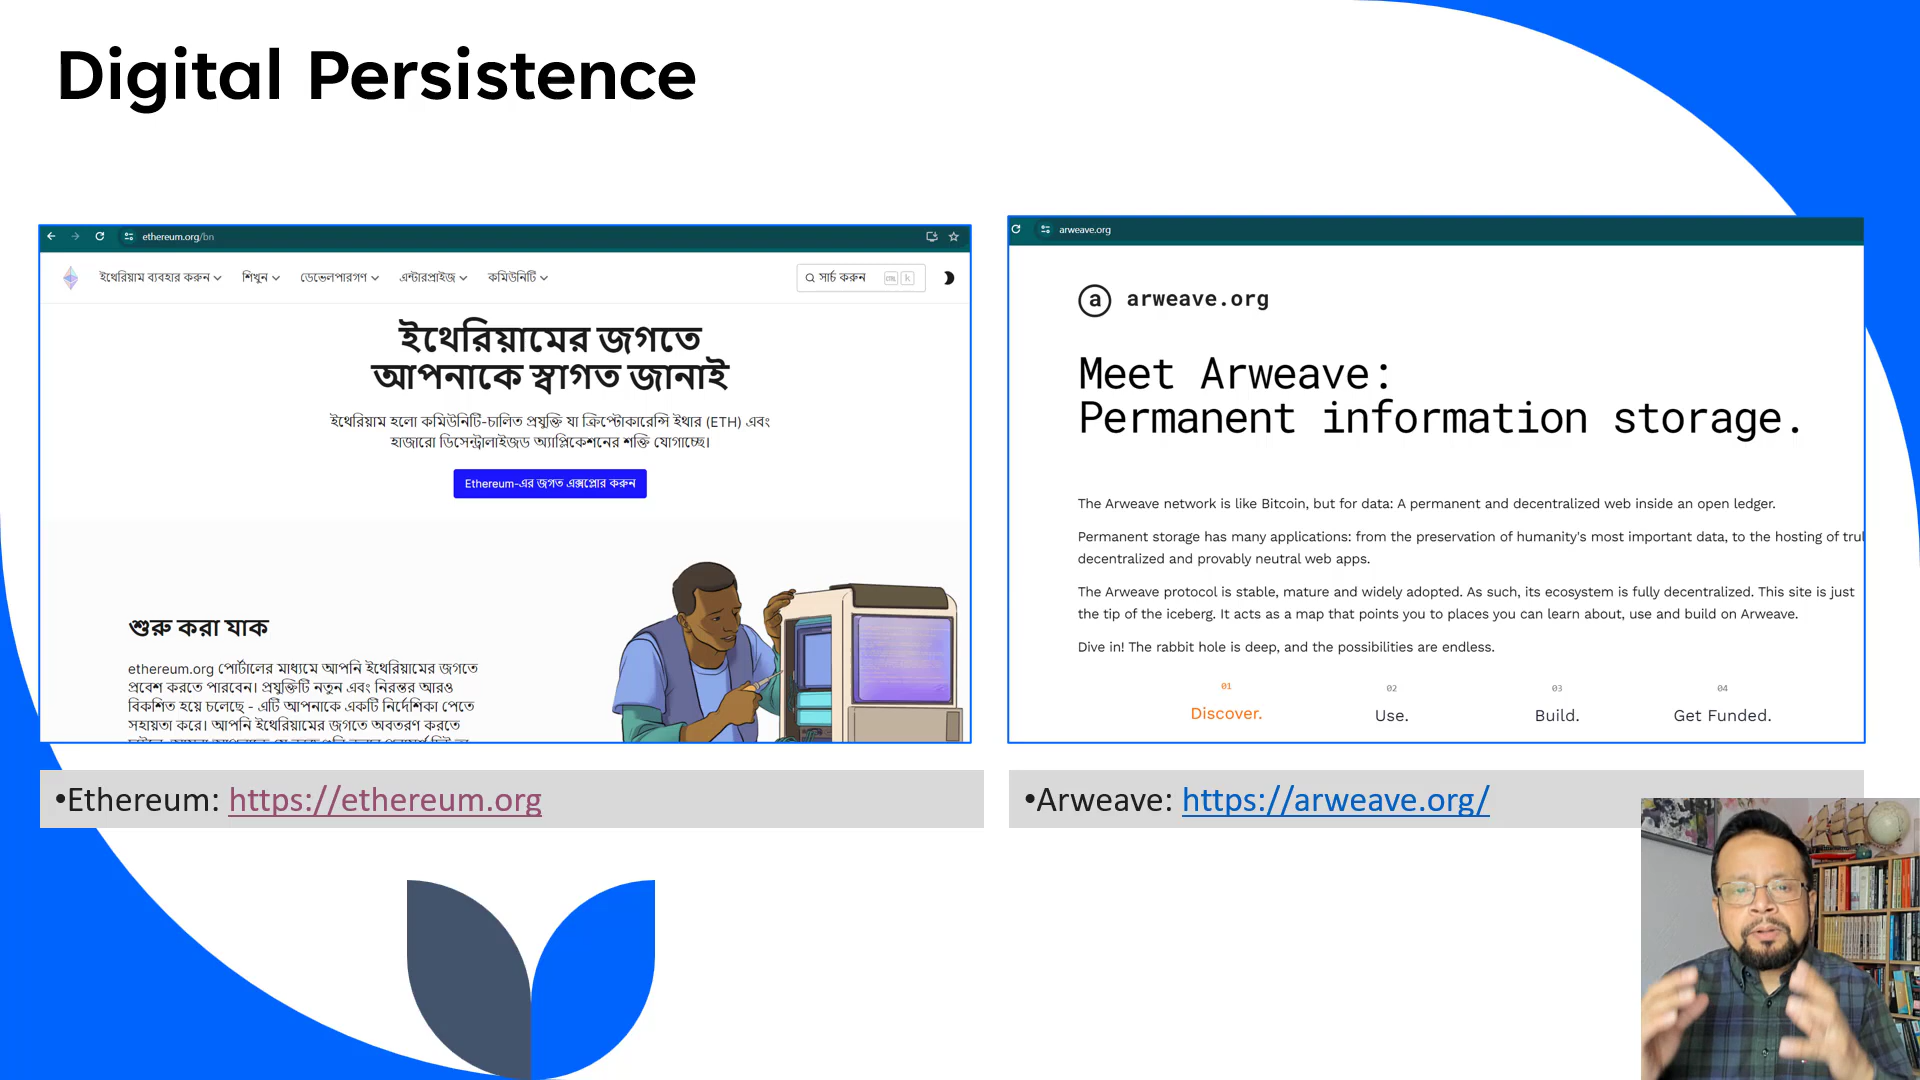 Digital Persistence
ethereum.org/bn
ইথেরিয়াম ব্যবহার করুন শিখুন ডেভেলপারগণ এন্টারপ্রাইজ কমিউনিটি সার্চ করুন
ইথেরিয়ামের জগতে
আপনাকে স্বাগত জানাই
ইথেরিয়াম হলো কমিউনিটি-চালিত প্রযুক্তি যা ক্রিপ্টোকারেন্সি ইথার (ETH) এবং
হাজারো ডিসেন্ট্রালাইজড অ্যাপ্লিকেশনের শক্তি যোগাচ্ছে।
Ethereum-এর জগত এক্সপ্লোর করুন
শুরু করা যাক
ethereum.org পোর্টালের মাধ্যমে আপনি ইথেরিয়ামের জগতে
প্রবেশ করতে পারবেন। প্রযুক্তিটি নতুন এবং নিরন্তর আরও
বিকশিত হয়ে চলেছে - এটি আপনাকে একটি নির্দেশিকা পেতে
সহায়তা করে। আপনি ইথেরিয়ামের জগতে অবতরণ করতে
•Ethereum: https://ethereum.org
arweave.org
a arweave.org
Meet Arweave:
Permanent information storage.
The Arweave network is like Bitcoin, but for data: A permanent and decentralized web inside an open ledger.
Permanent storage has many applications: from the preservation of humanity's most important data, to the hosting of trul
decentralized and provably neutral web apps.
The Arweave protocol is stable, mature and widely adopted. As such, its ecosystem is fully decentralized. This site is just
the tip of the iceberg. It acts as a map that points you to places you can learn about, use and build on Arweave.
Dive in! The rabbit hole is deep, and the possibilities are endless.
01 02 03 04
Discover. Use. Build. Get Funded.
•Arweave: https://arweave.org/